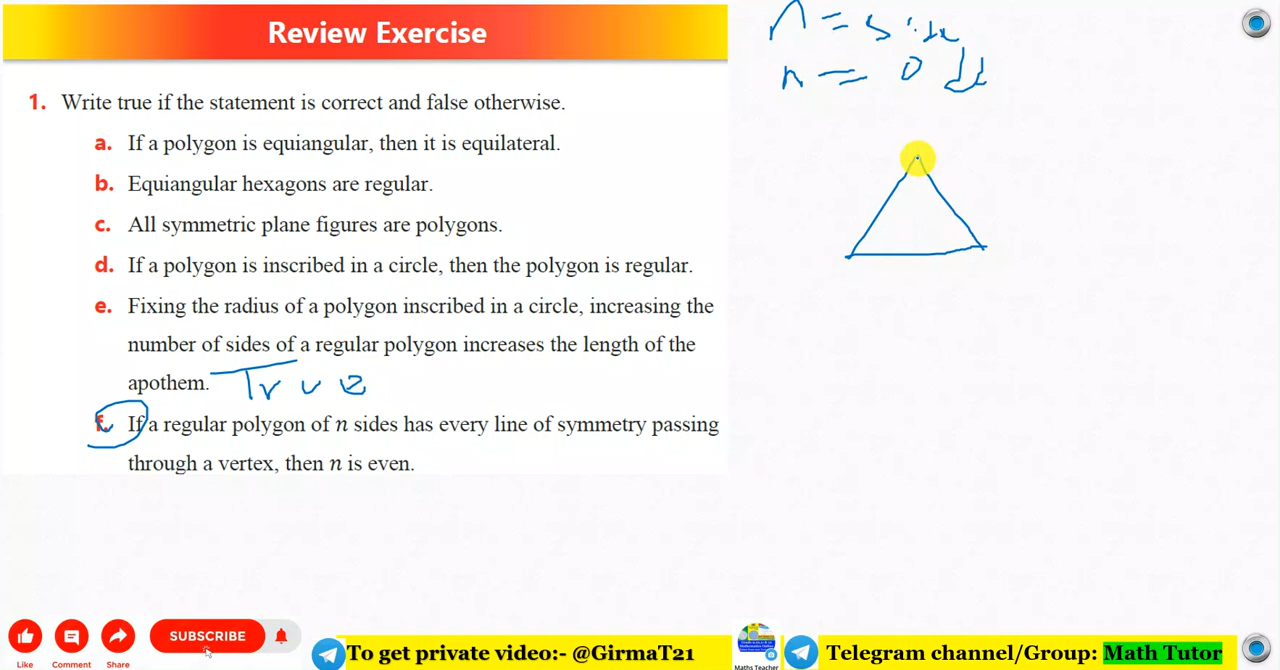 Review Exercise
1. Write true if the statement is correct and false otherwise.
a. If a polygon is equiangular, then it is equilateral.
b. Equiangular hexagons are regular.
c. All symmetric plane figures are polygons.
d. If a polygon is inscribed in a circle, then the polygon is regular.
e. Fixing the radius of a polygon inscribed in a circle, increasing the
number of sides of a regular polygon increases the length of the
apothem. True
f. If a regular polygon of n sides has every line of symmetry passing
through a vertex, then n is even.
n = side
n = odd
Like
Comment
Share
SUBSCRIBE
To get private video:- @GirmaT21
Maths Teacher
Telegram channel/Group: Math Tutor